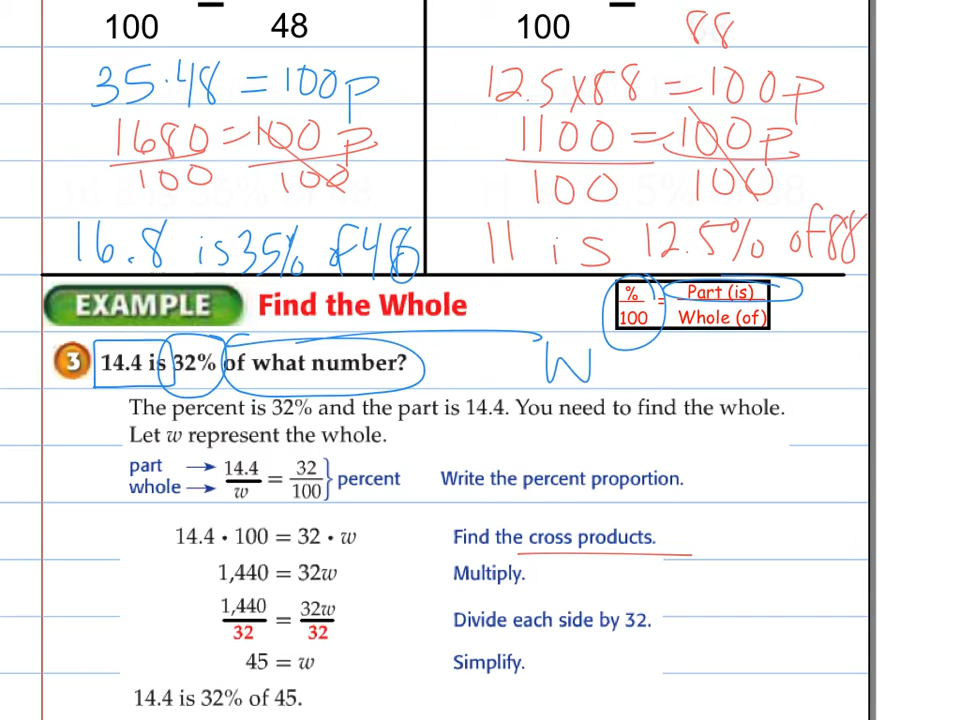 100 48
35·48 = 100p
1680 = 100p
100 100
16.8 is 35% of 48
100 88
12.5 x 88 = 100p
1100 = 100p
100 100
11 is 12.5% of 88
EXAMPLE Find the Whole
% = Part (is)
100 Whole (of)
3 14.4 is 32% of what number? W
The percent is 32% and the part is 14.4. You need to find the whole.
Let w represent the whole.
part → 14.4 = 32 } percent Write the percent proportion.
whole → w 100
14.4 • 100 = 32 • w Find the cross products.
1,440 = 32w Multiply.
1,440 = 32w Divide each side by 32.
32 32
45 = w Simplify.
14.4 is 32% of 45.